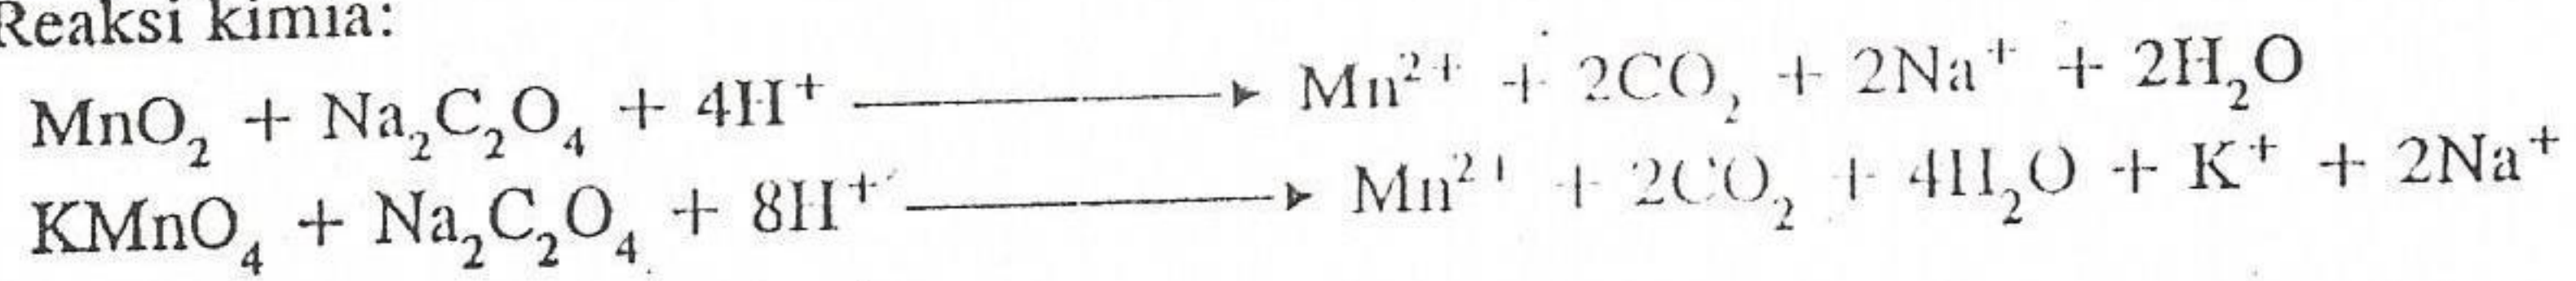 Reaksi kimia:
MnO₂ + Na₂C₂O₄ + 4H⁺ → Mn²⁺ + 2CO₂ + 2Na⁺ + 2H₂O
KMnO₄ + Na₂C₂O₄ + 8H⁺ → Mn²⁺ + 2CO₂ + 4H₂O + K⁺ + 2Na⁺